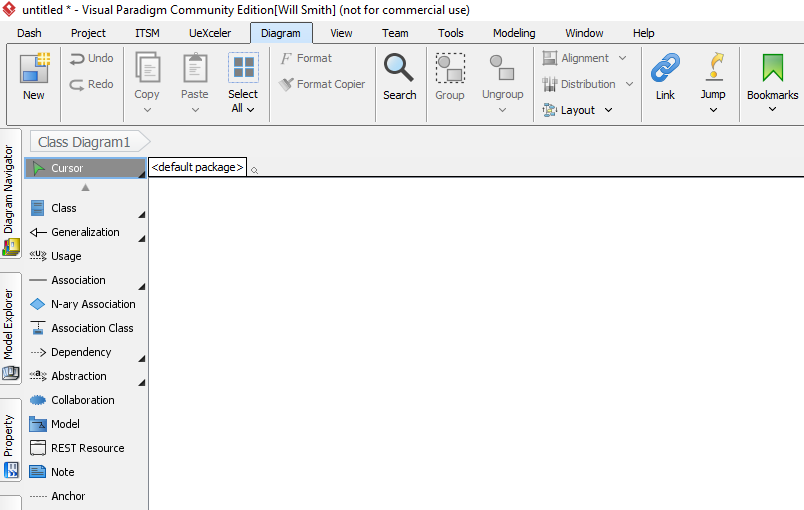 untitled * - Visual Paradigm Community Edition[Will Smith] (not for commercial use)
Dash Project ITSM UeXceler Diagram View Team Tools Modeling Window Help
New
Undo
Redo
Copy
Paste
Select
All
F Format
Format Copier
Search
Group
Ungroup
Alignment
Distribution
Layout
Link
Jump
Bookmarks
Class Diagram1
Diagram Navigator
Model Explorer
Property
Cursor
<default package>
Class
Generalization
«U» Usage
Association
N-ary Association
Association Class
Dependency
«a» Abstraction
Collaboration
Model
REST Resource
Note
Anchor